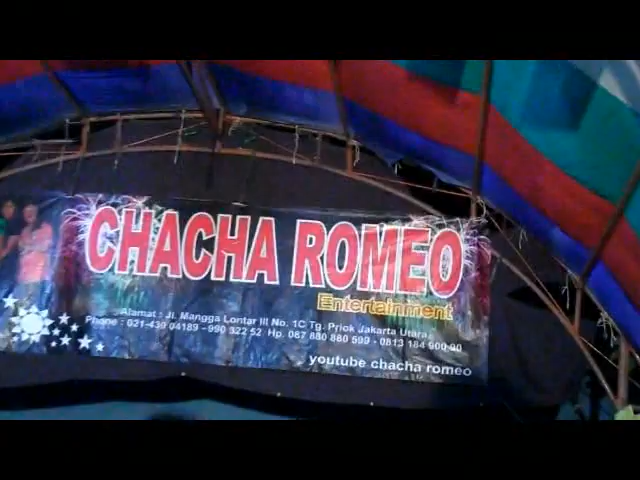 CHACHA ROMEO
Entertainment
Alamat : Jl. Mangga Lontar III No. 1C Tg. Priok Jakarta Utara
Phone : 021-430 04189 - 990 322 52 Hp. 087 880 880 599 - 0813 184 900 90
youtube chacha romeo